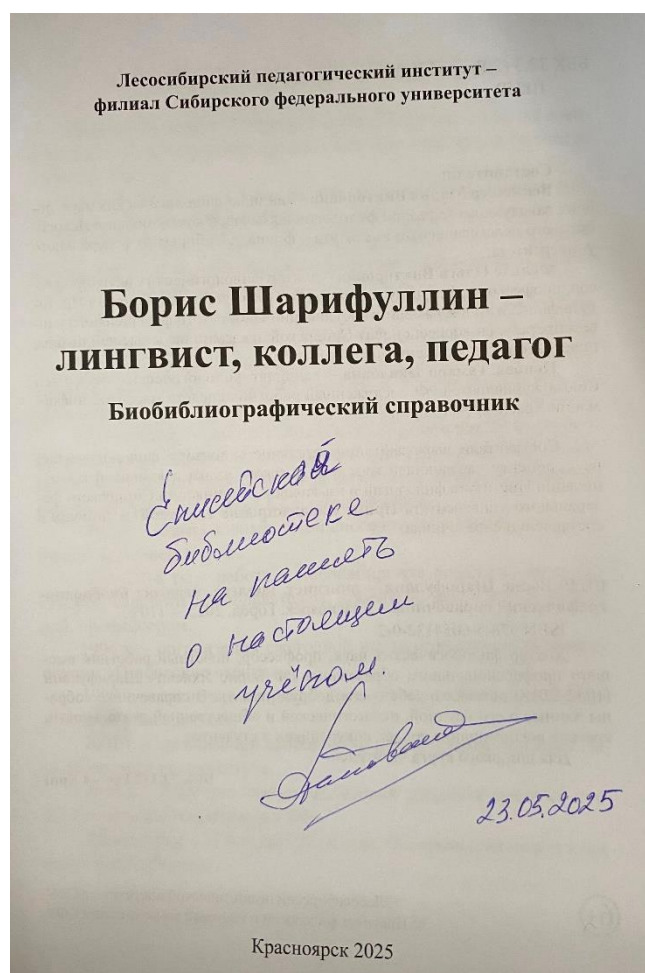 Лесосибирский педагогический институт –
филиал Сибирского федерального университета
Борис Шарифуллин –
лингвист, коллега, педагог
Биобиблиографический справочник
Енисейской
библиотеке
на память
о настоящем
учёном.
23.05.2025
Красноярск 2025